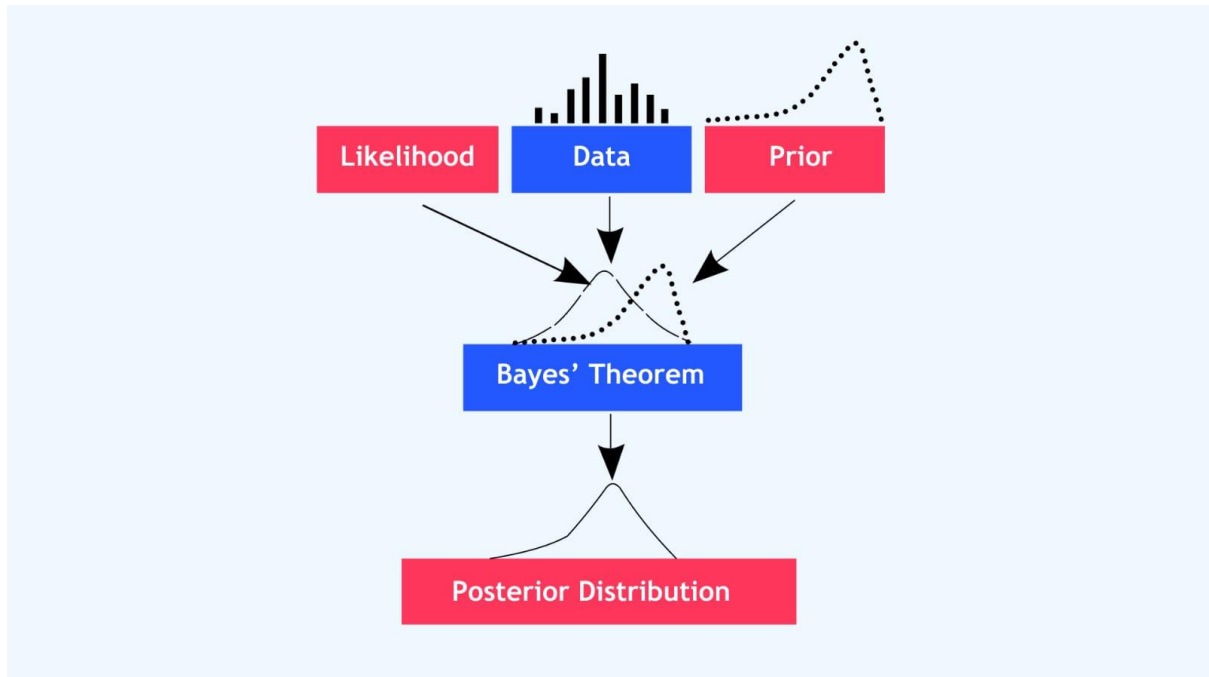 Likelihood
Data
Prior
Bayes’ Theorem
Posterior Distribution